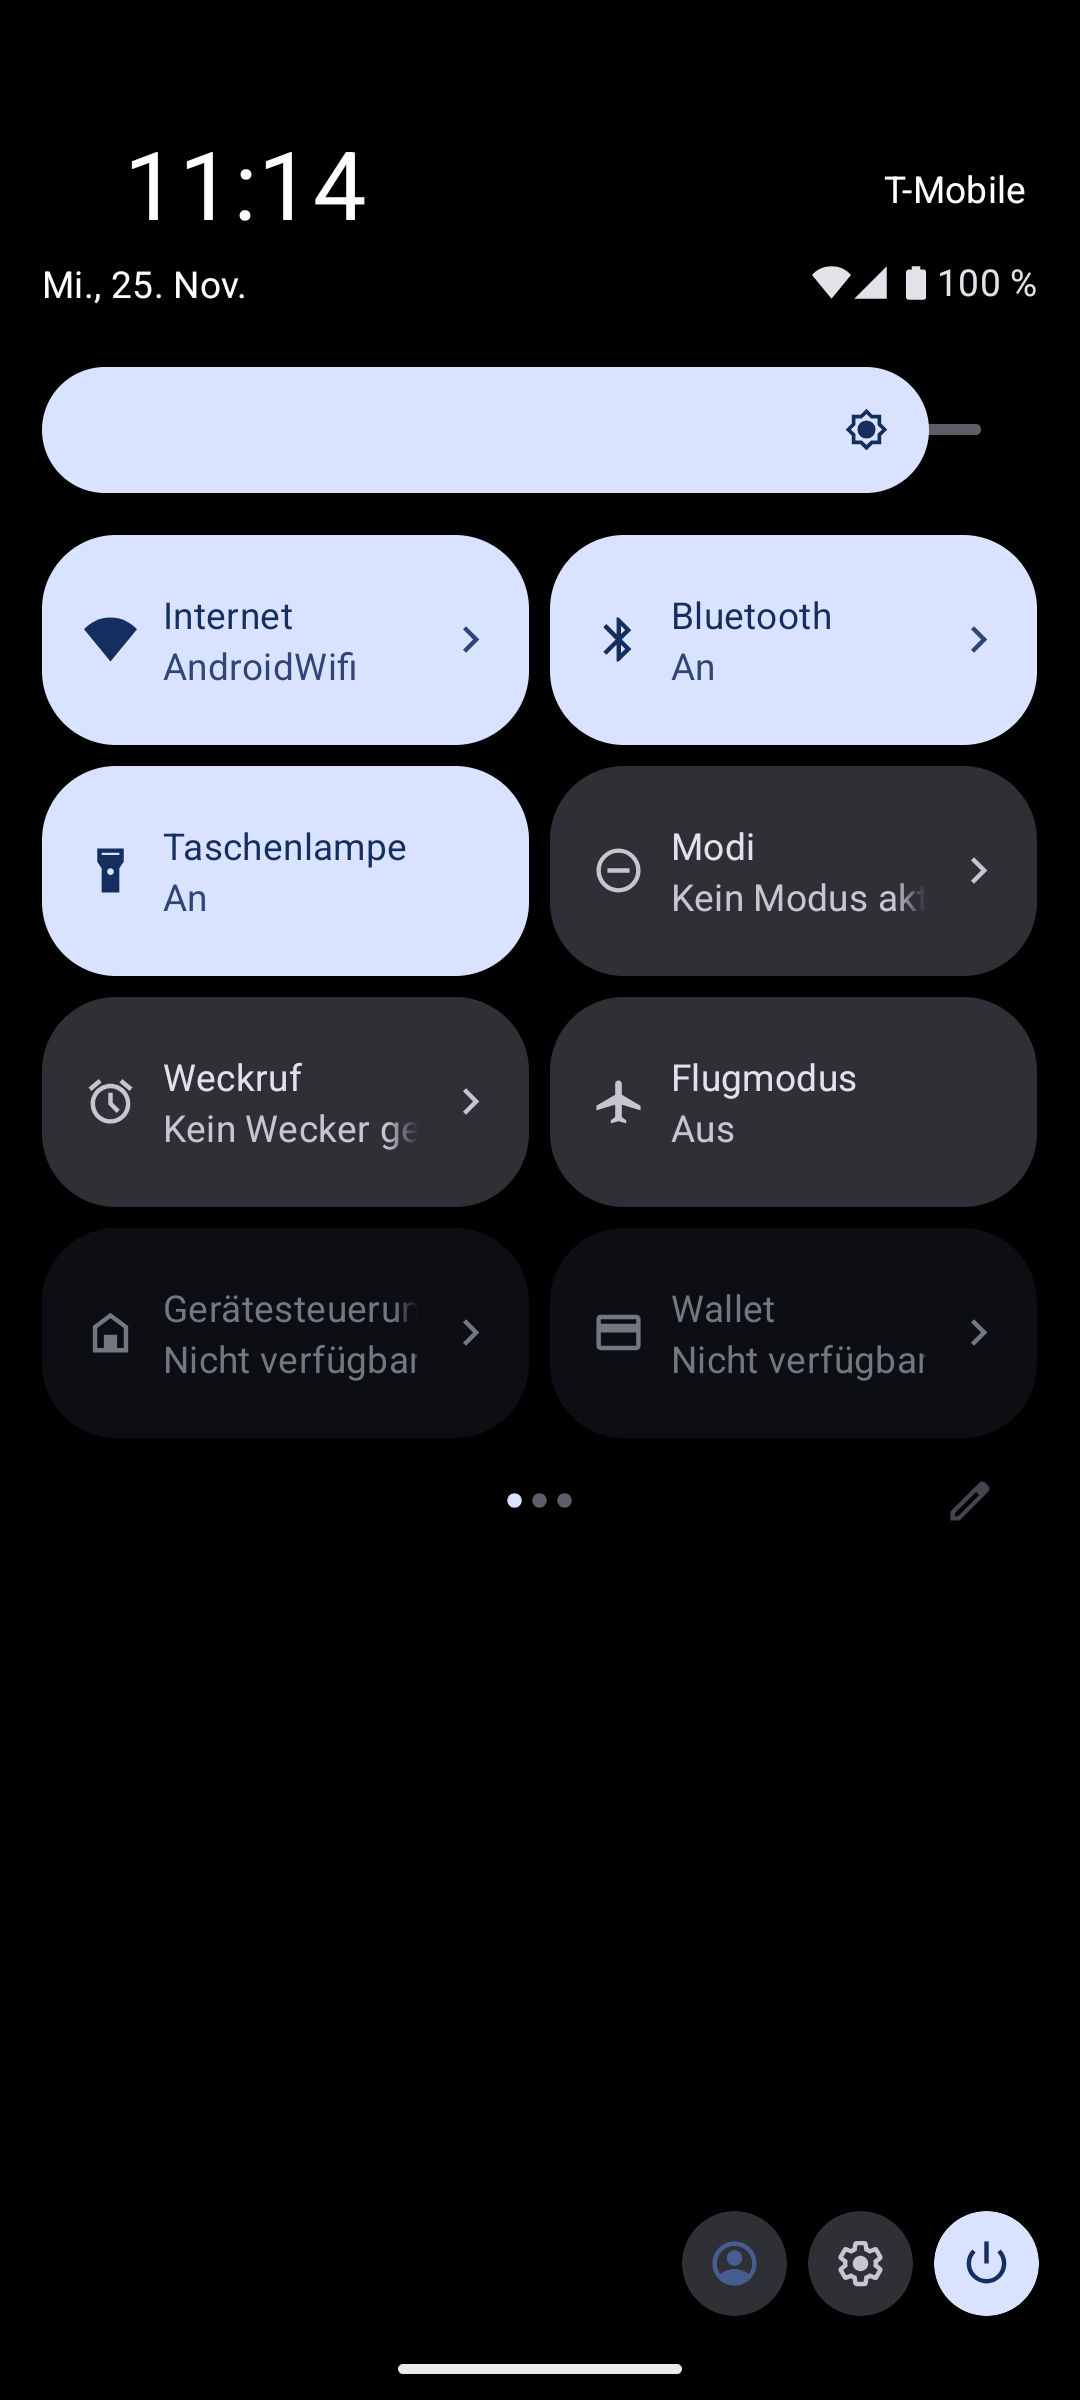 11:14
T-Mobile
Mi., 25. Nov.
100 %
Internet
AndroidWifi
Bluetooth
An
Taschenlampe
An
Modi
Kein Modus akt
Weckruf
Kein Wecker ge
Flugmodus
Aus
Gerätesteuerun
Nicht verfügbar
Wallet
Nicht verfügbar